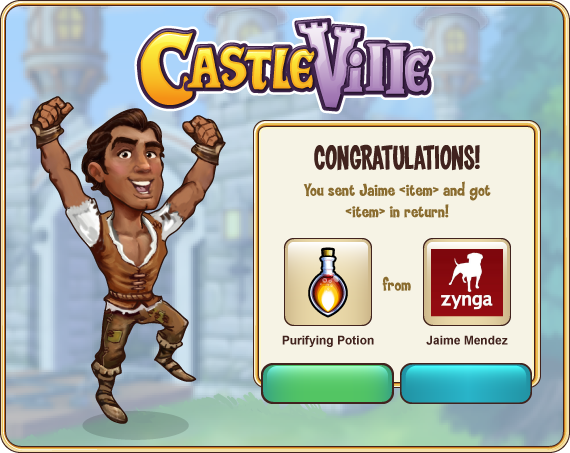 CASTLEVILLE
CONGRATULATIONS!
You sent Jaime <item> and got
<item> in return!
from
zynga
Purifying Potion
Jaime Mendez